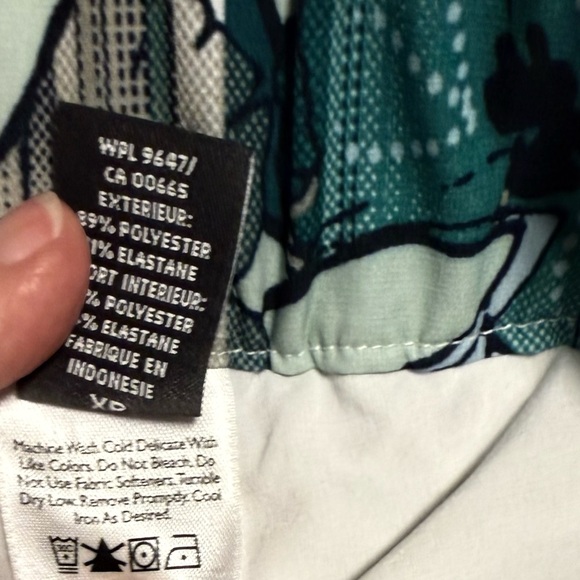 WPL 9647/
CA 00665
EXTERIEUR:
89% POLYESTER
% ELASTANE
INTERIEUR:
% POLYESTER
% ELASTANE
FABRIQUE EN
INDONESIE
Machine Wash Cold Delicate With
Like Colors. Do Not Bleach. Do
Not Use Fabric Softeners. Tumble
Dry Low. Remove Promptly. Cool
Iron As Desired.